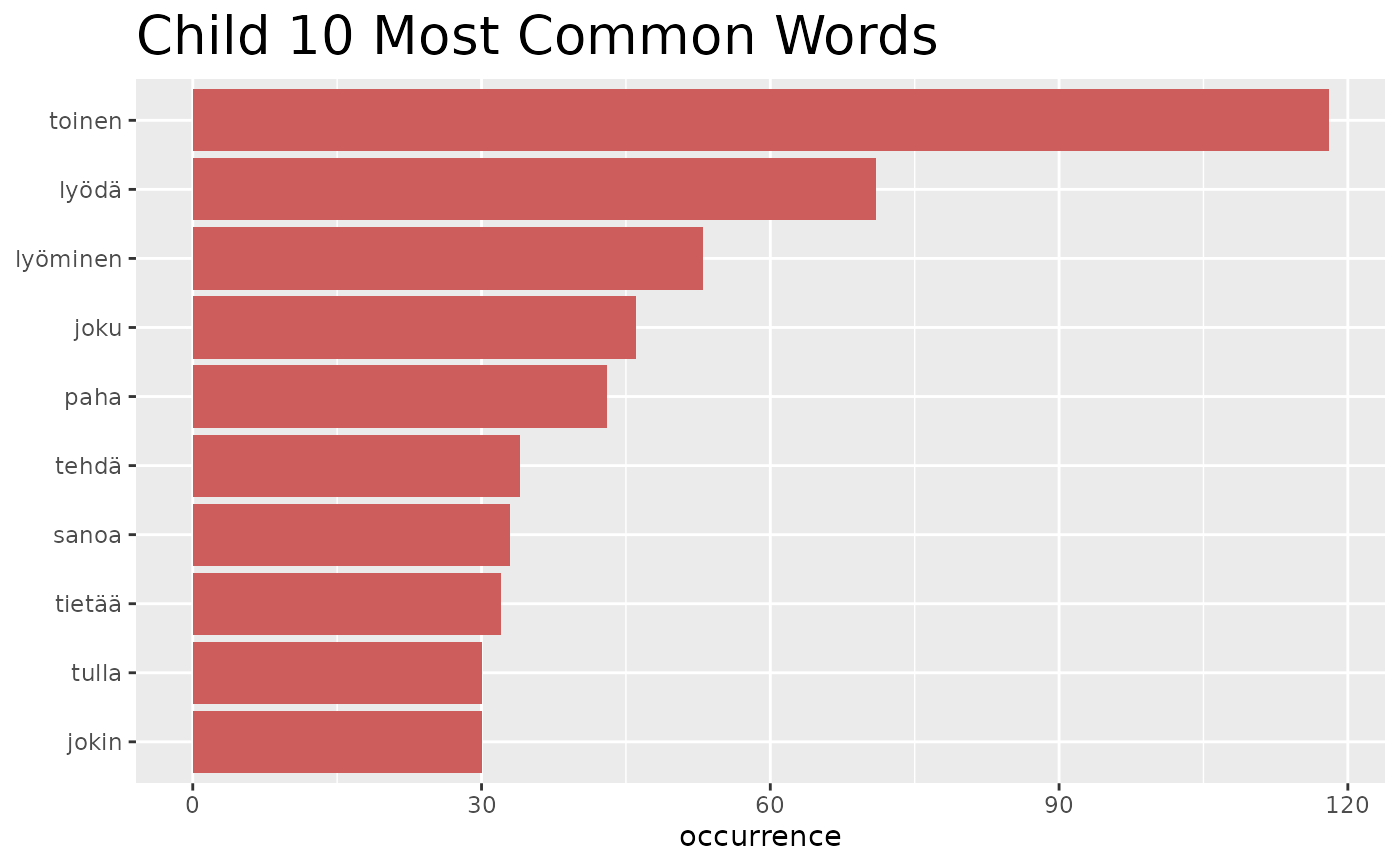 Child 10 Most Common Words
toinen
lyödä
lyöminen
joku
paha
tehdä
sanoa
tietää
tulla
jokin
0 30 60 90 120
occurrence